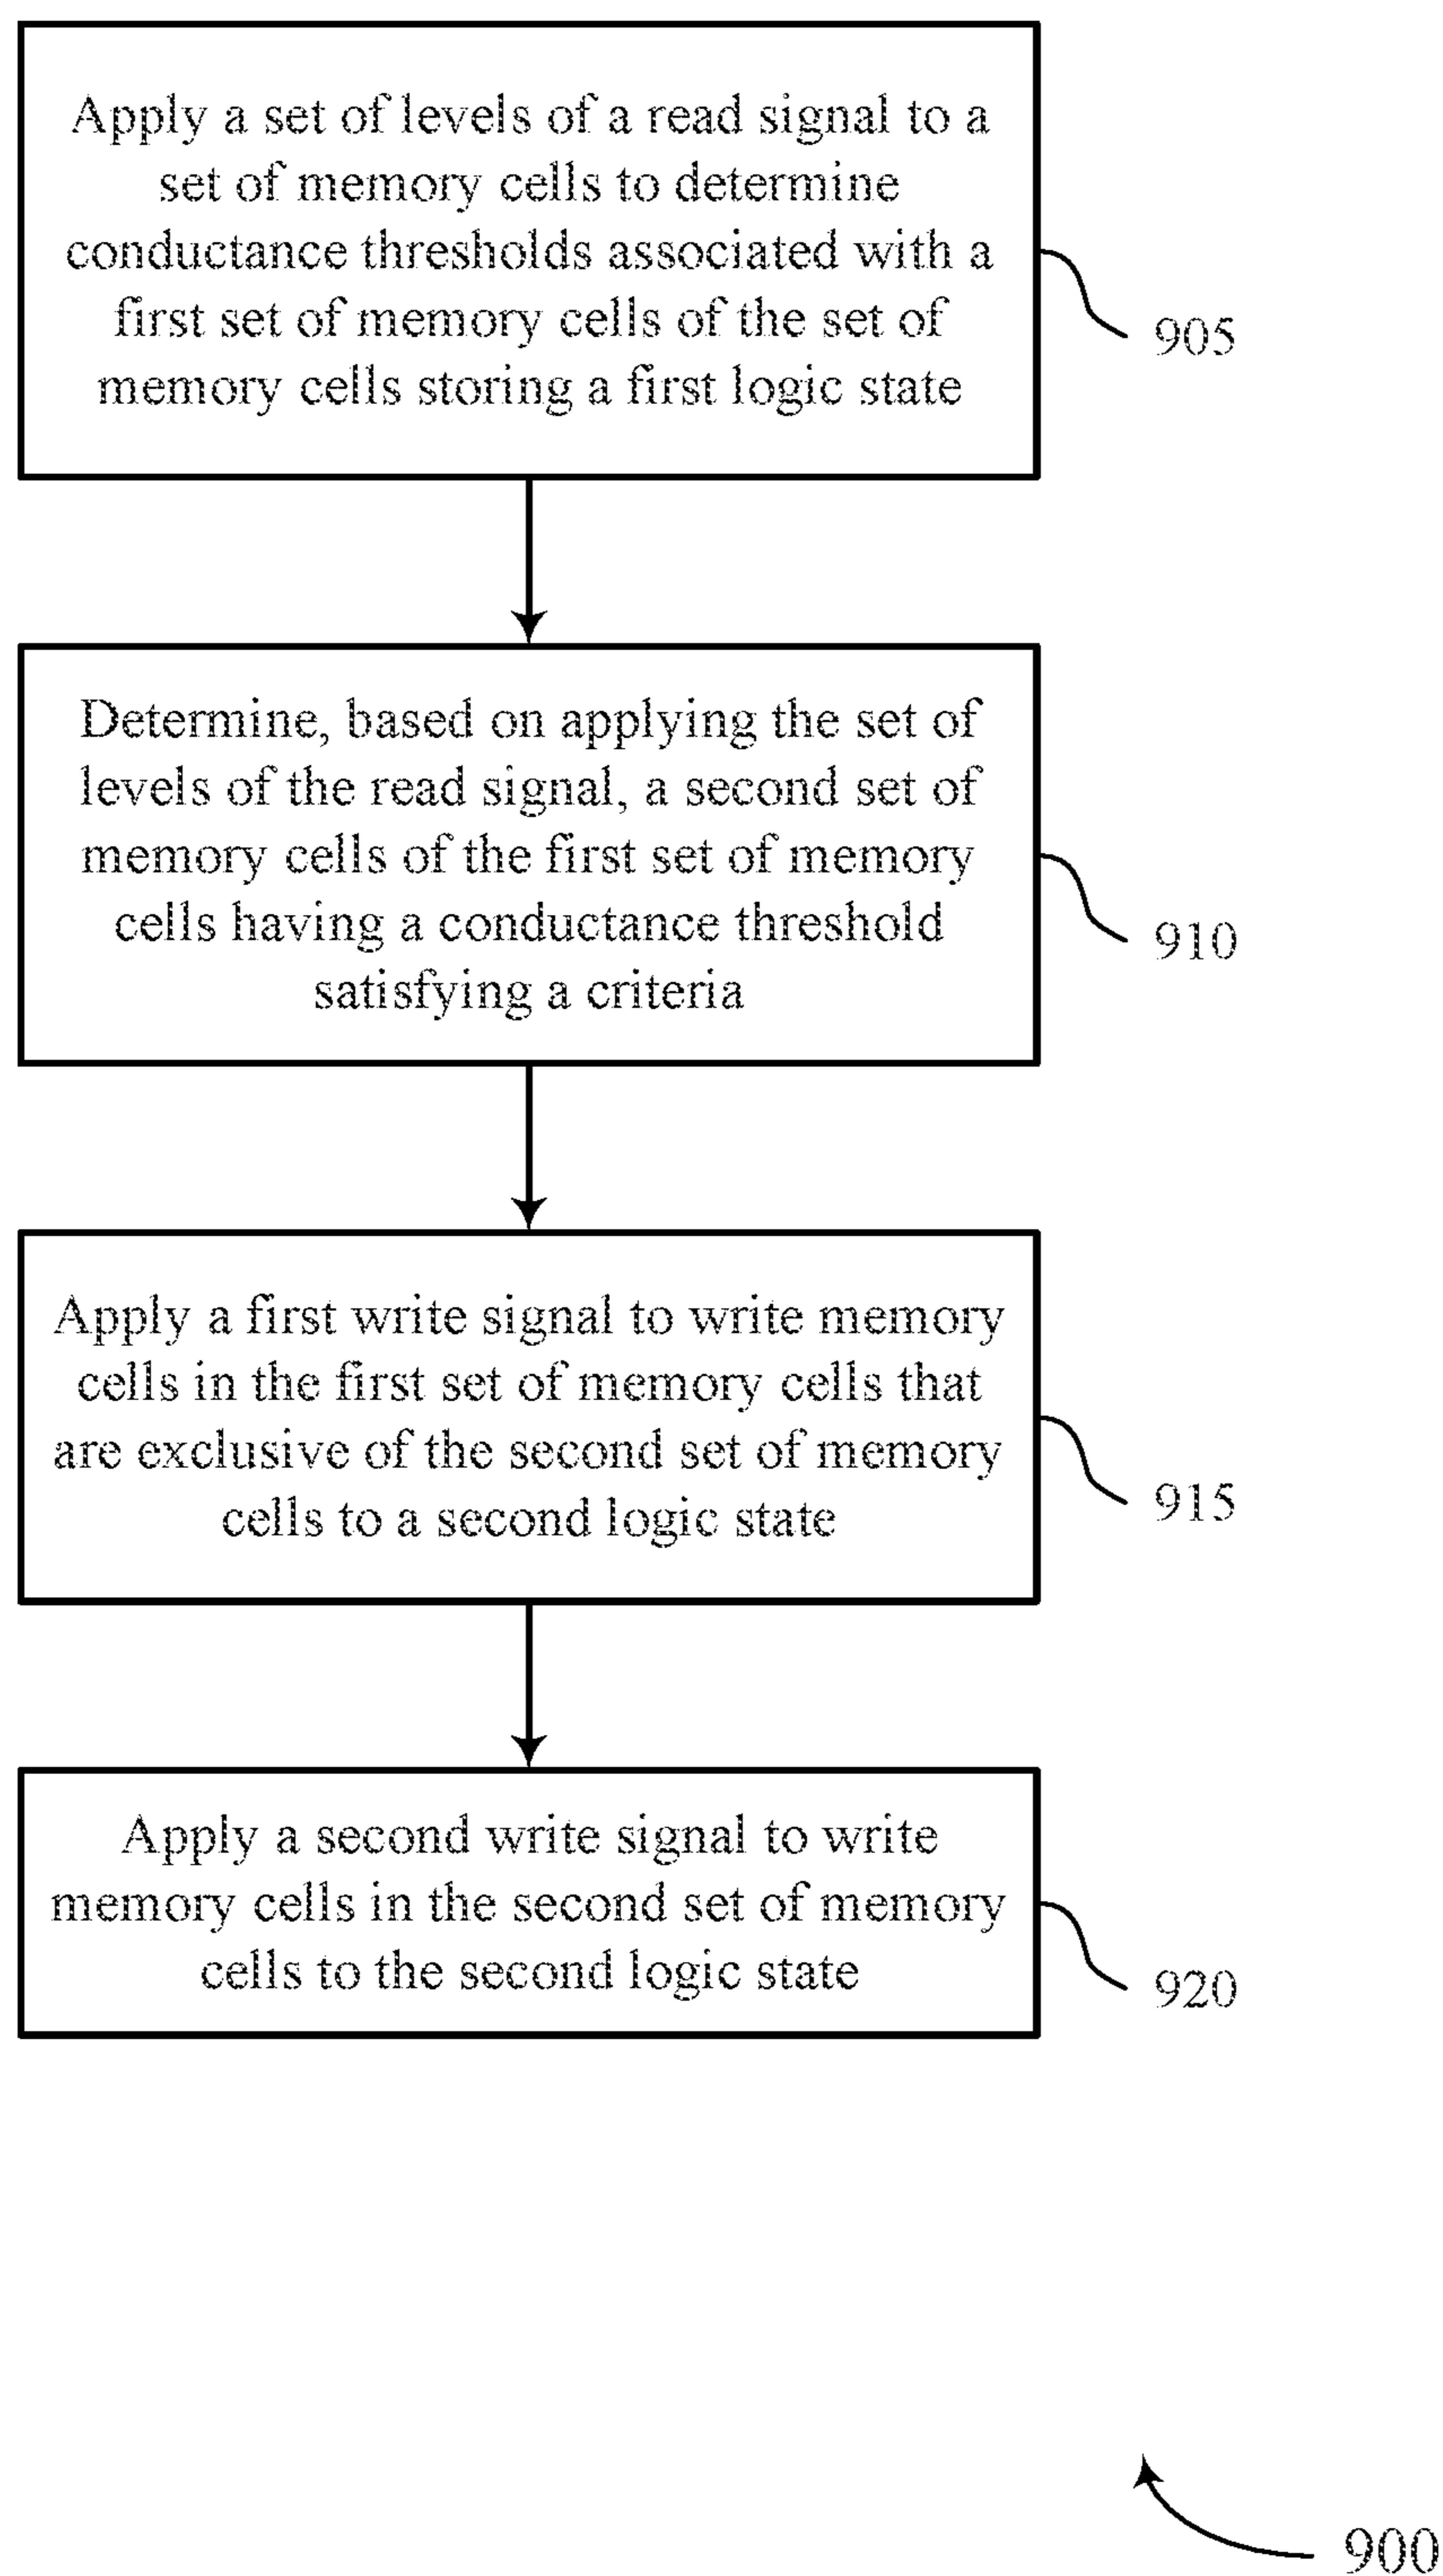 Apply a set of levels of a read signal to a
set of memory cells to determine
conductance thresholds associated with a
first set of memory cells of the set of
memory cells storing a first logic state
905
Determine, based on applying the set of
levels of the read signal, a second set of
memory cells of the first set of memory
cells having a conductance threshold
satisfying a criteria
910
Apply a first write signal to write memory
cells in the first set of memory cells that
are exclusive of the second set of memory
cells to a second logic state
915
Apply a second write signal to write
memory cells in the second set of memory
cells to the second logic state
920
900